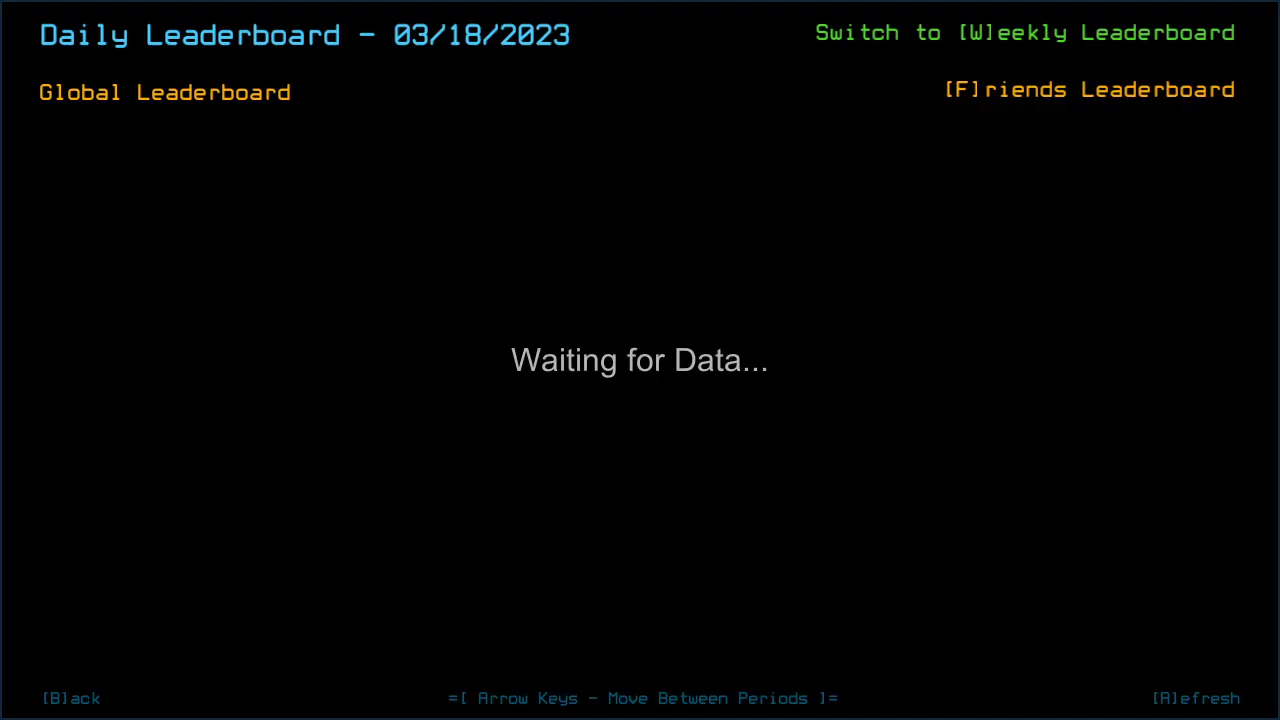 Daily Leaderboard - 03/18/2023
Switch to [W]eekly Leaderboard
Global Leaderboard
[F]riends Leaderboard
Waiting for Data...
[B]ack
=[ Arrow Keys - Move Between Periods ]=
[R]efresh